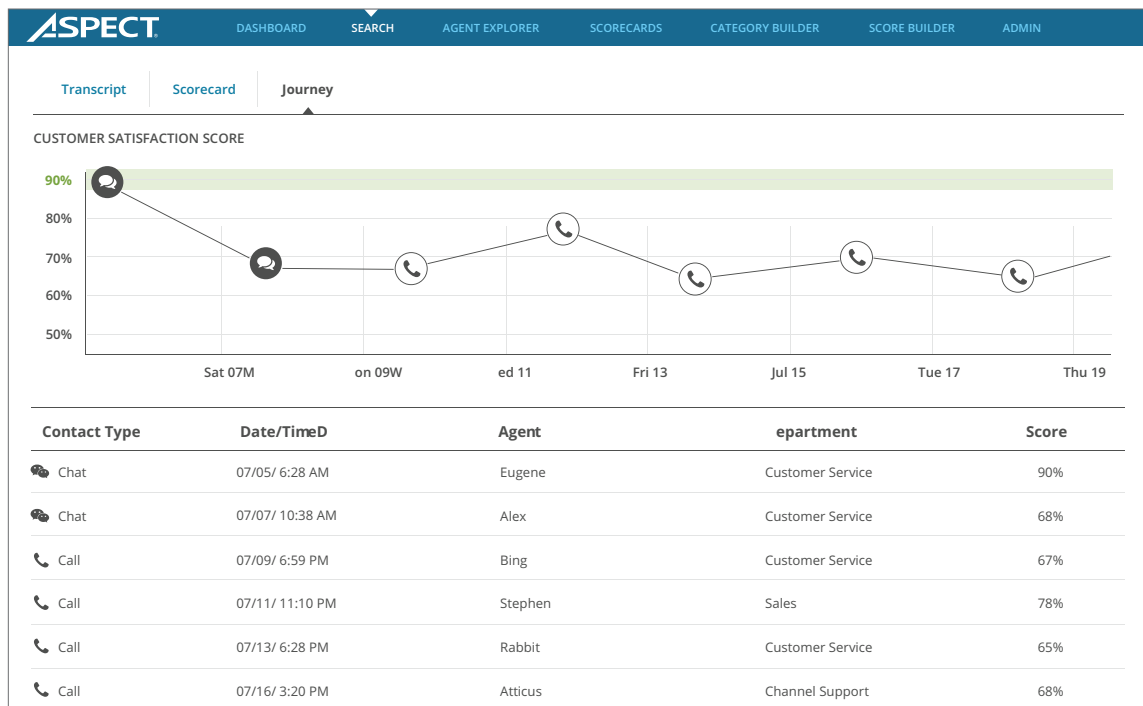 ASPECT. DASHBOARD SEARCH AGENT EXPLORER SCORECARDS CATEGORY BUILDER SCORE BUILDER ADMIN
Transcript Scorecard Journey
CUSTOMER SATISFACTION SCORE
90%
80%
70%
60%
50%
Sat 07M on 09W ed 11 Fri 13 Jul 15 Tue 17 Thu 19
Contact Type Date/TimeD Agent epartment Score
Chat 07/05/ 6:28 AM Eugene Customer Service 90%
Chat 07/07/ 10:38 AM Alex Customer Service 68%
Call 07/09/ 6:59 PM Bing Customer Service 67%
Call 07/11/ 11:10 PM Stephen Sales 78%
Call 07/13/ 6:28 PM Rabbit Customer Service 65%
Call 07/16/ 3:20 PM Atticus Channel Support 68%